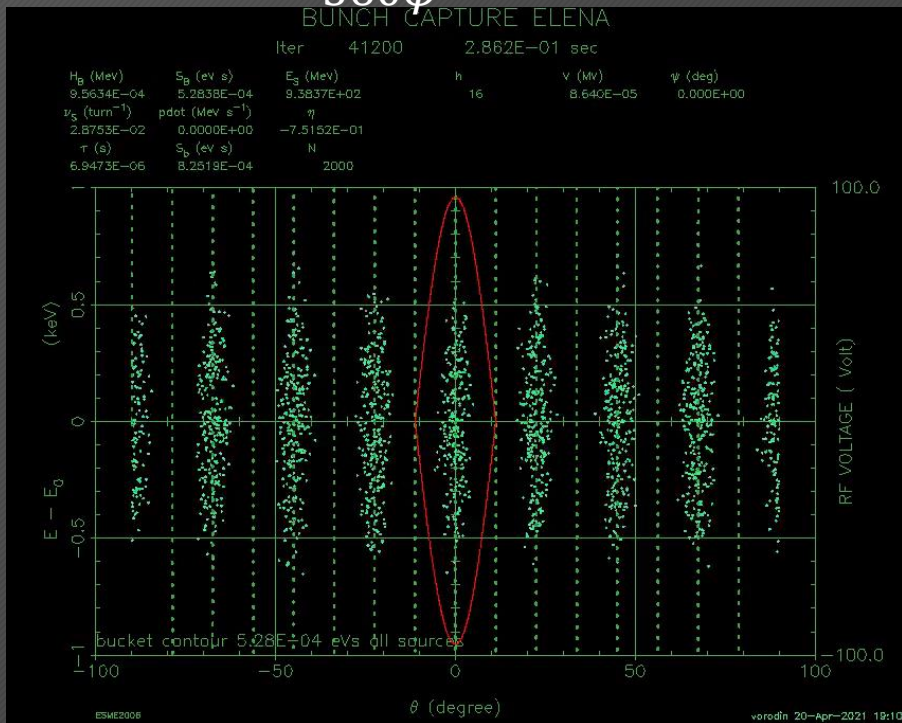 BUNCH CAPTURE ELENA
Iter 41200 2.862E-01 sec
H_B (MeV) S_B (eV s) E_S (MeV) h V (MV) ψ (deg)
9.5634E-04 5.2838E-04 9.3837E+02 16 8.640E-05 0.000E+00
ν_S (turn⁻¹) pdot (MeV s⁻¹) η
2.8753E-02 0.0000E+00 -7.5152E-01
τ (s) S_b (eV s) N
6.9473E-06 8.2519E-04 2000
1 100.0
0.5
(keV)
0
E - E_0
RF VOLTAGE ( Volt)
-0.5
bucket contour 5.28E-04 eVs all source
-1 -100.0
-100 -50 0 50 100
θ (degree)
ESME2006 vorodin 20-Apr-2021 19:10